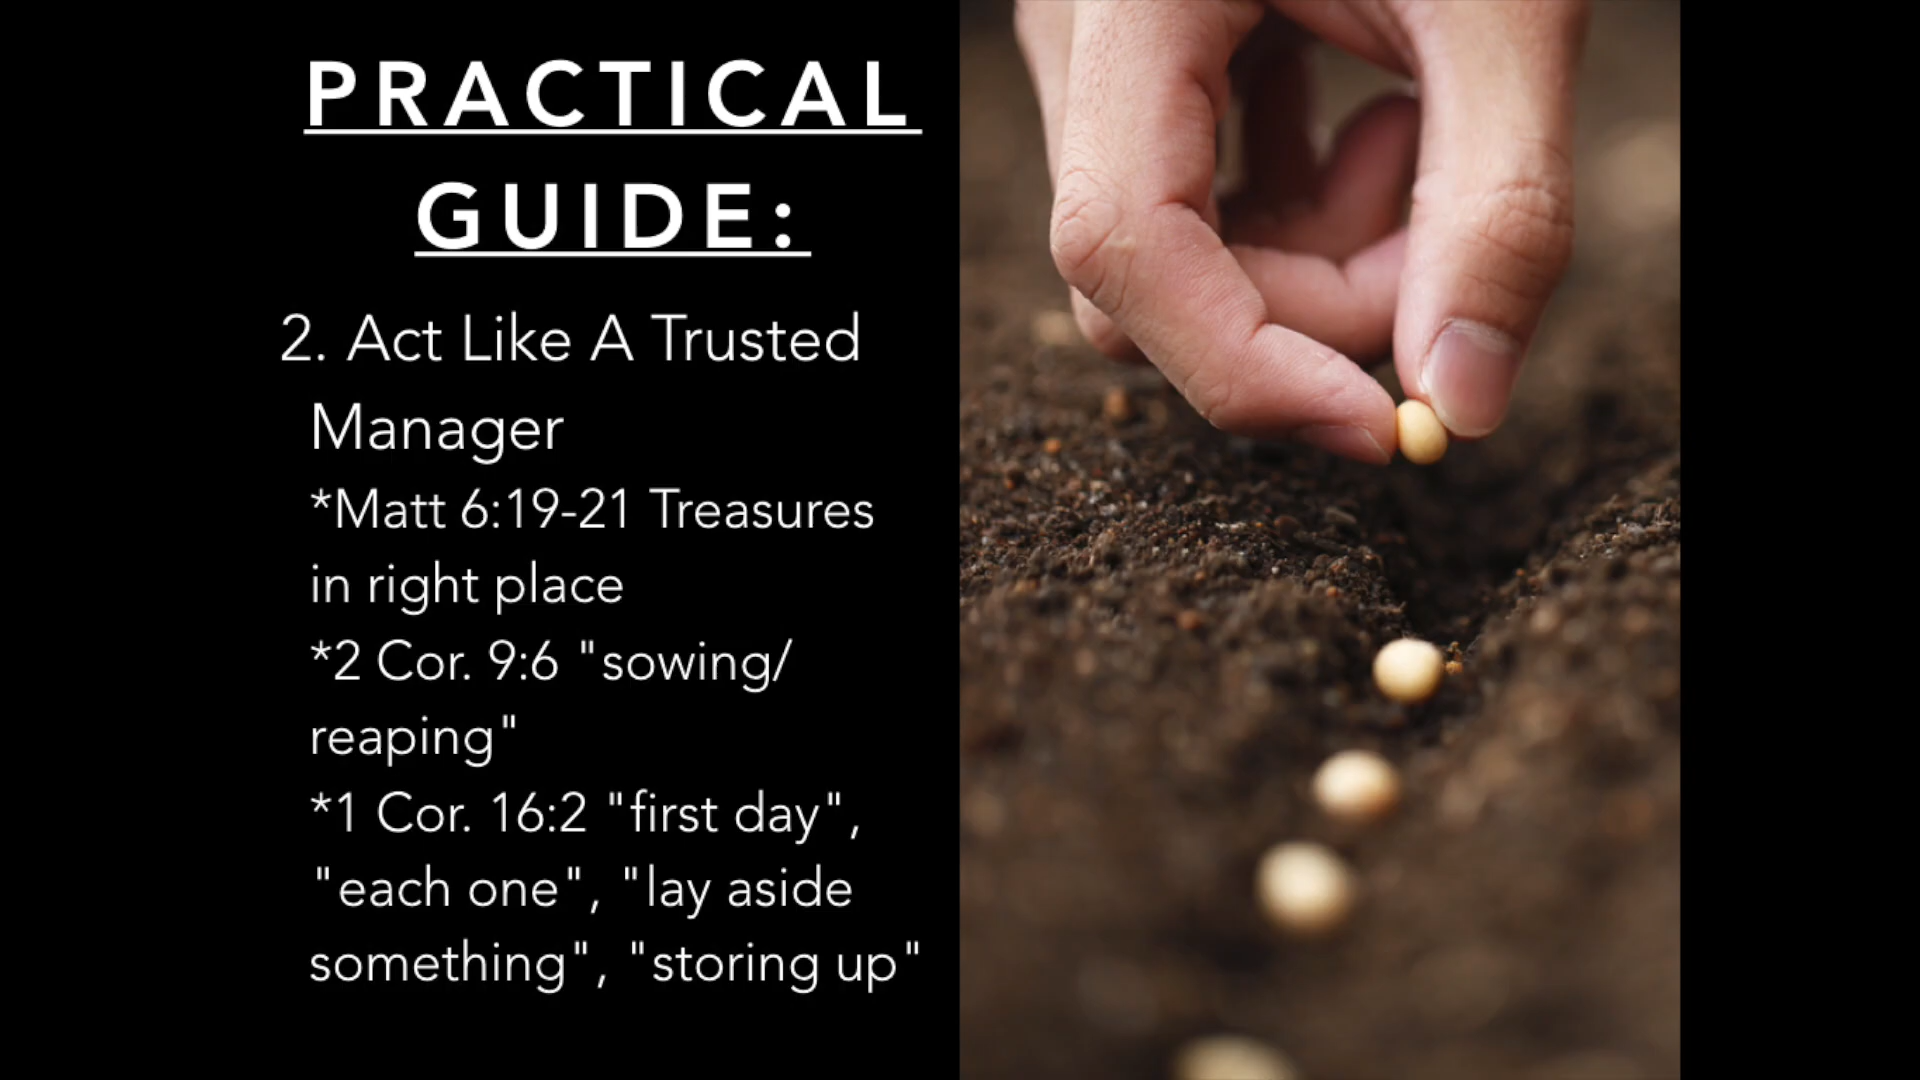 PRACTICAL
GUIDE:
2. Act Like A Trusted
Manager
*Matt 6:19-21 Treasures
in right place
*2 Cor. 9:6 "sowing/
reaping"
*1 Cor. 16:2 "first day",
"each one", "lay aside
something", "storing up"